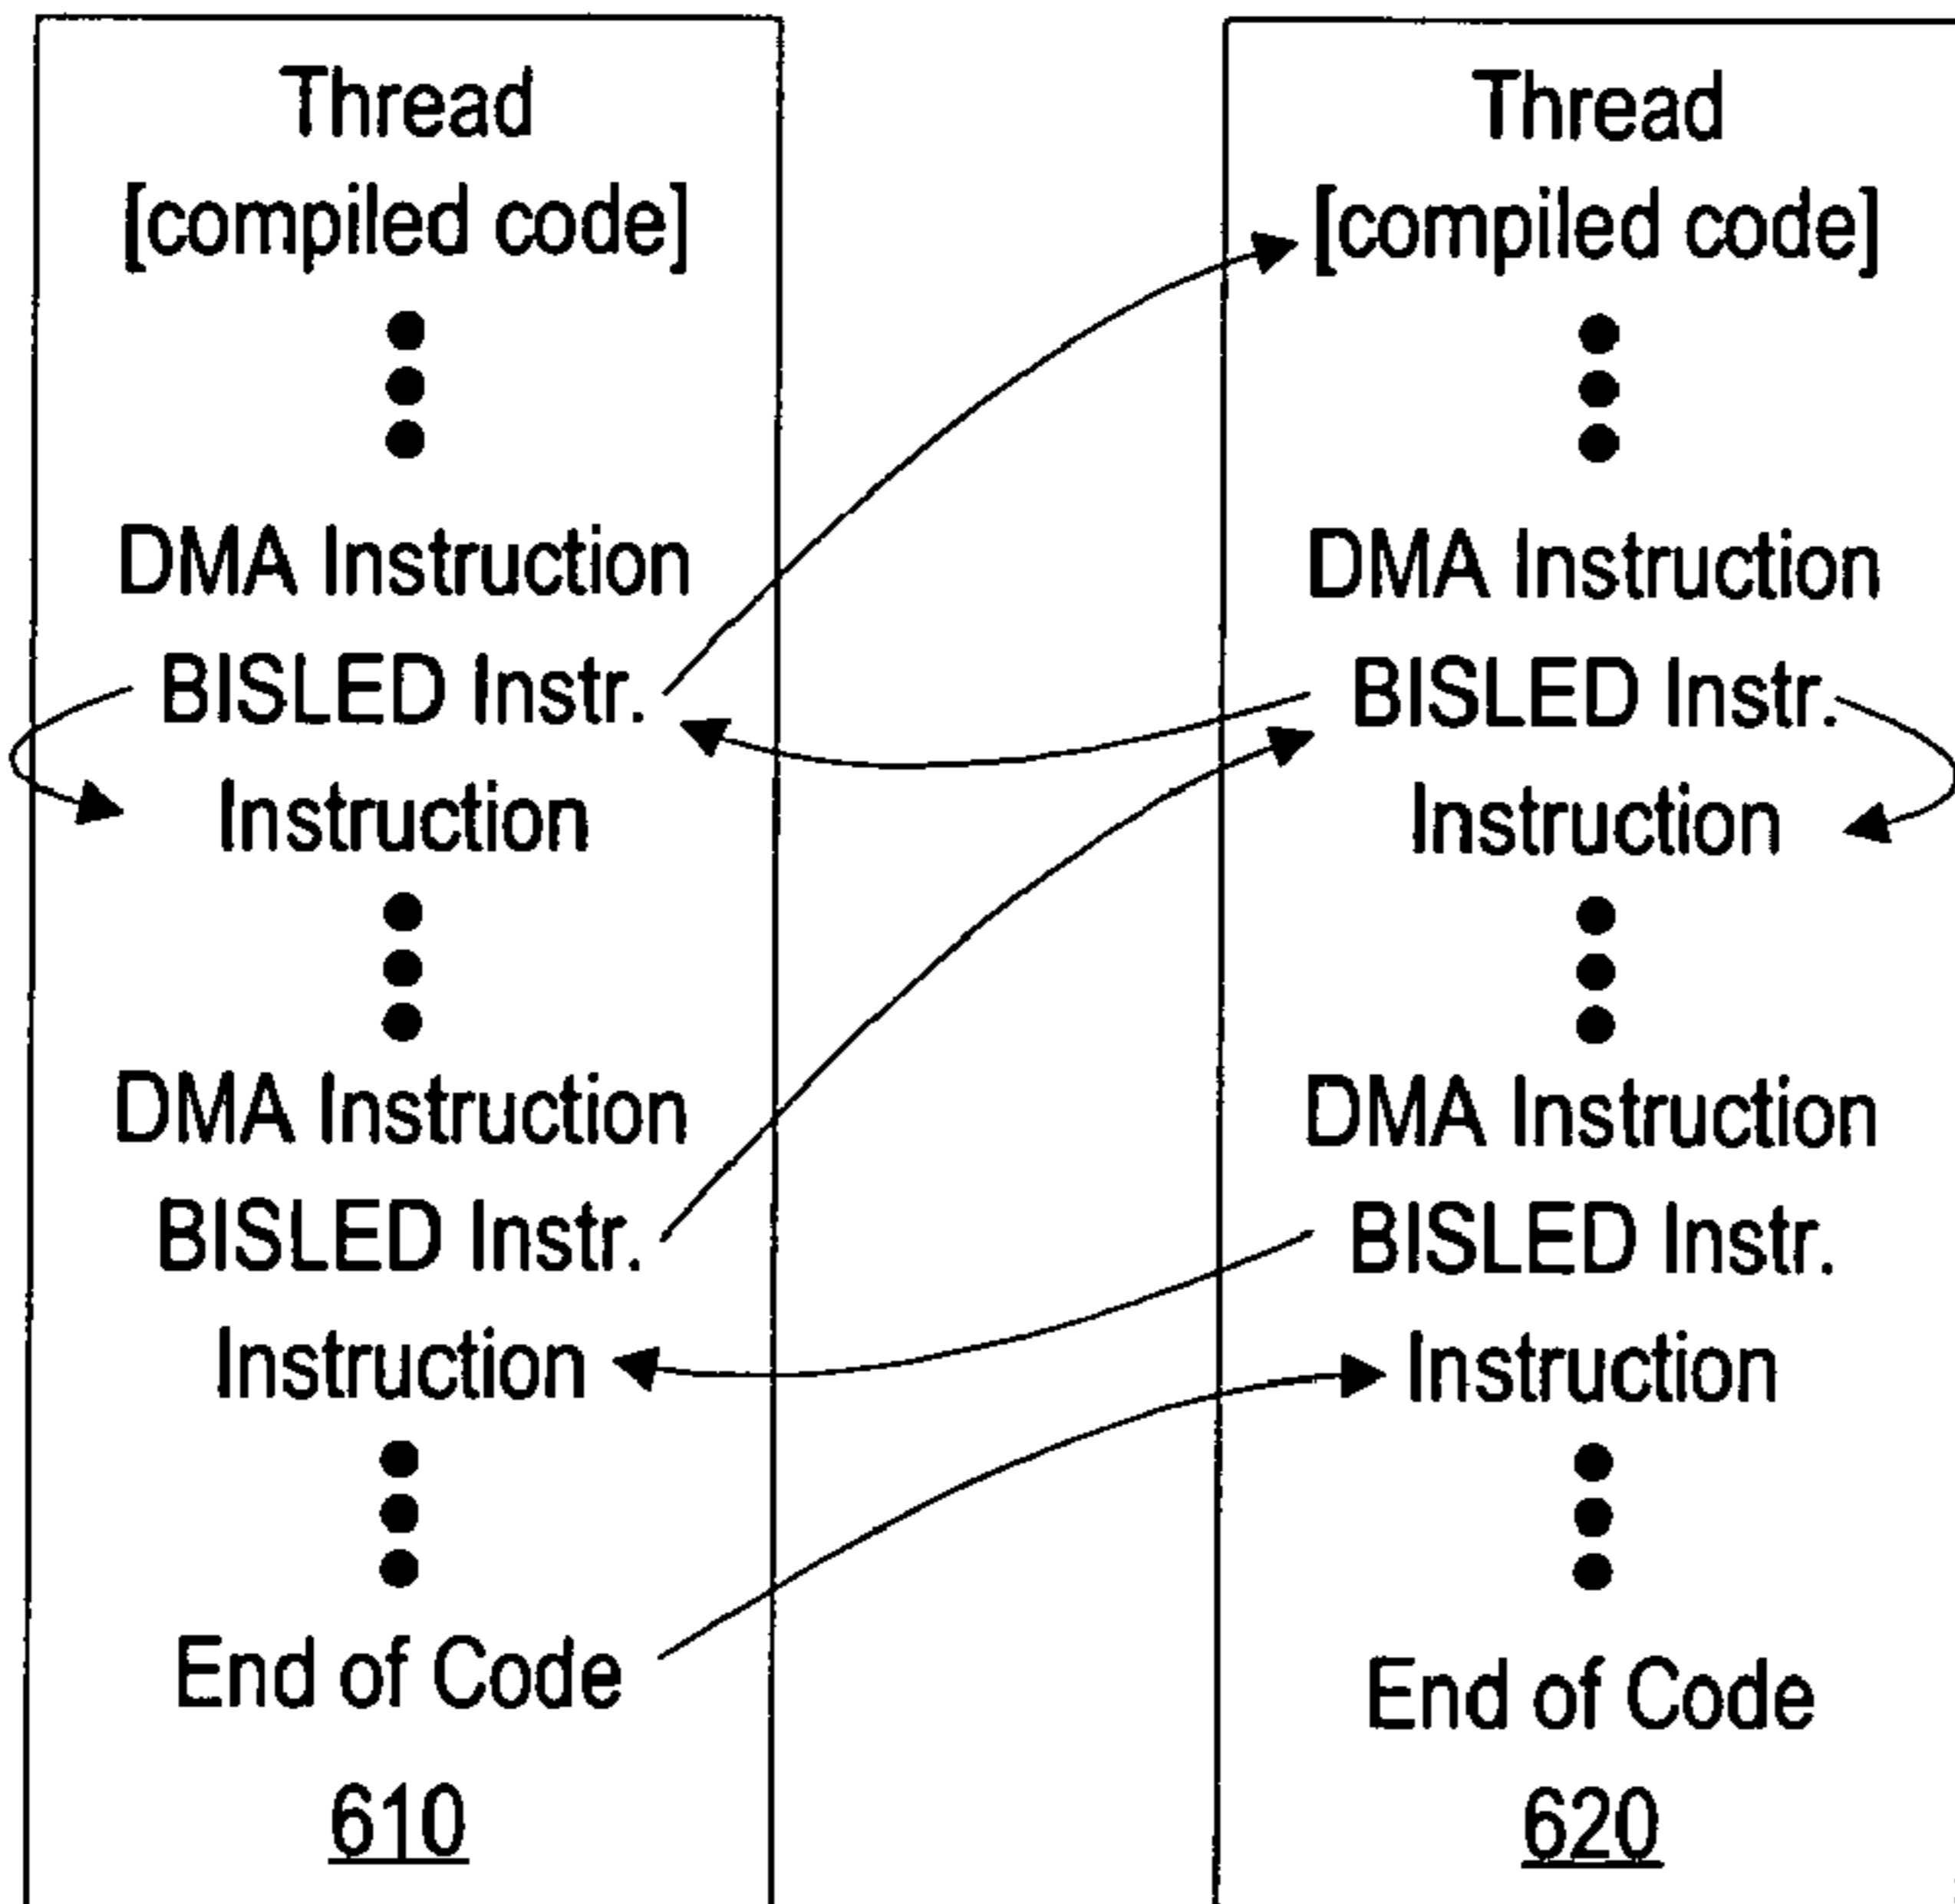 Thread
[compiled code]
DMA Instruction
BISLED Instr.
Instruction
DMA Instruction
BISLED Instr.
Instruction
End of Code
610
Thread
[compiled code]
DMA Instruction
BISLED Instr.
Instruction
DMA Instruction
BISLED Instr.
Instruction
End of Code
620